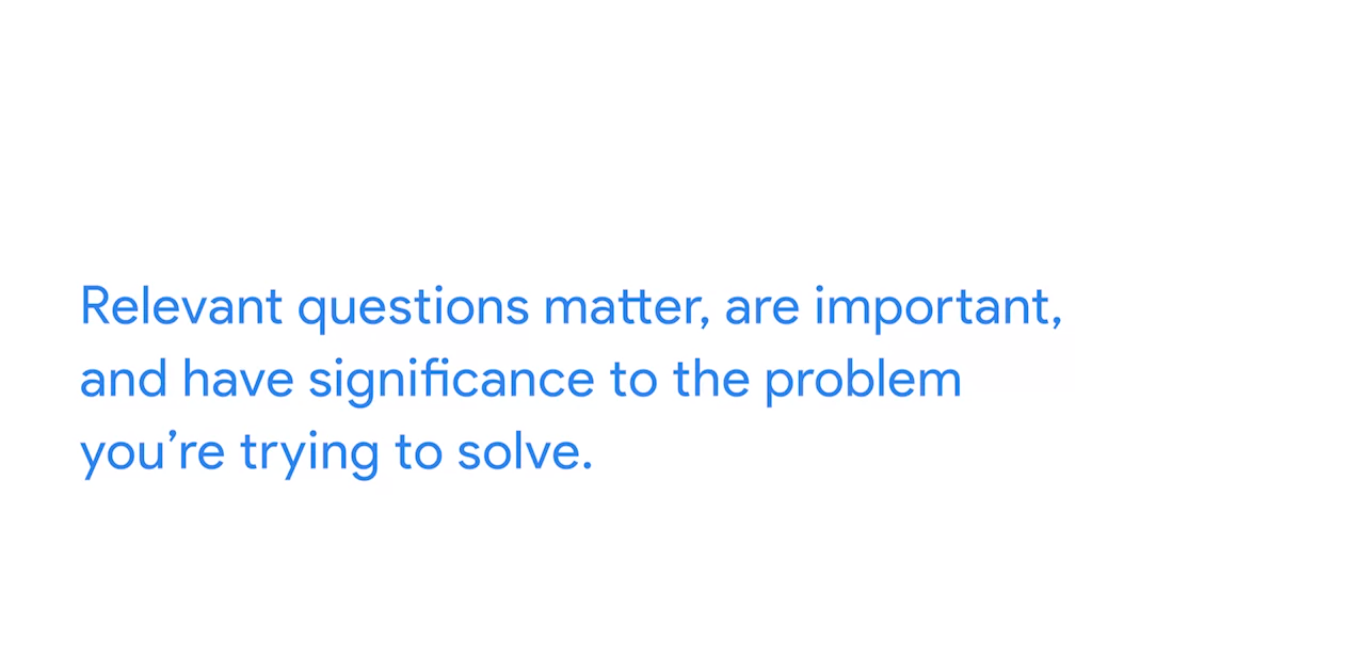 Relevant questions matter, are important,
and have significance to the problem
you’re trying to solve.